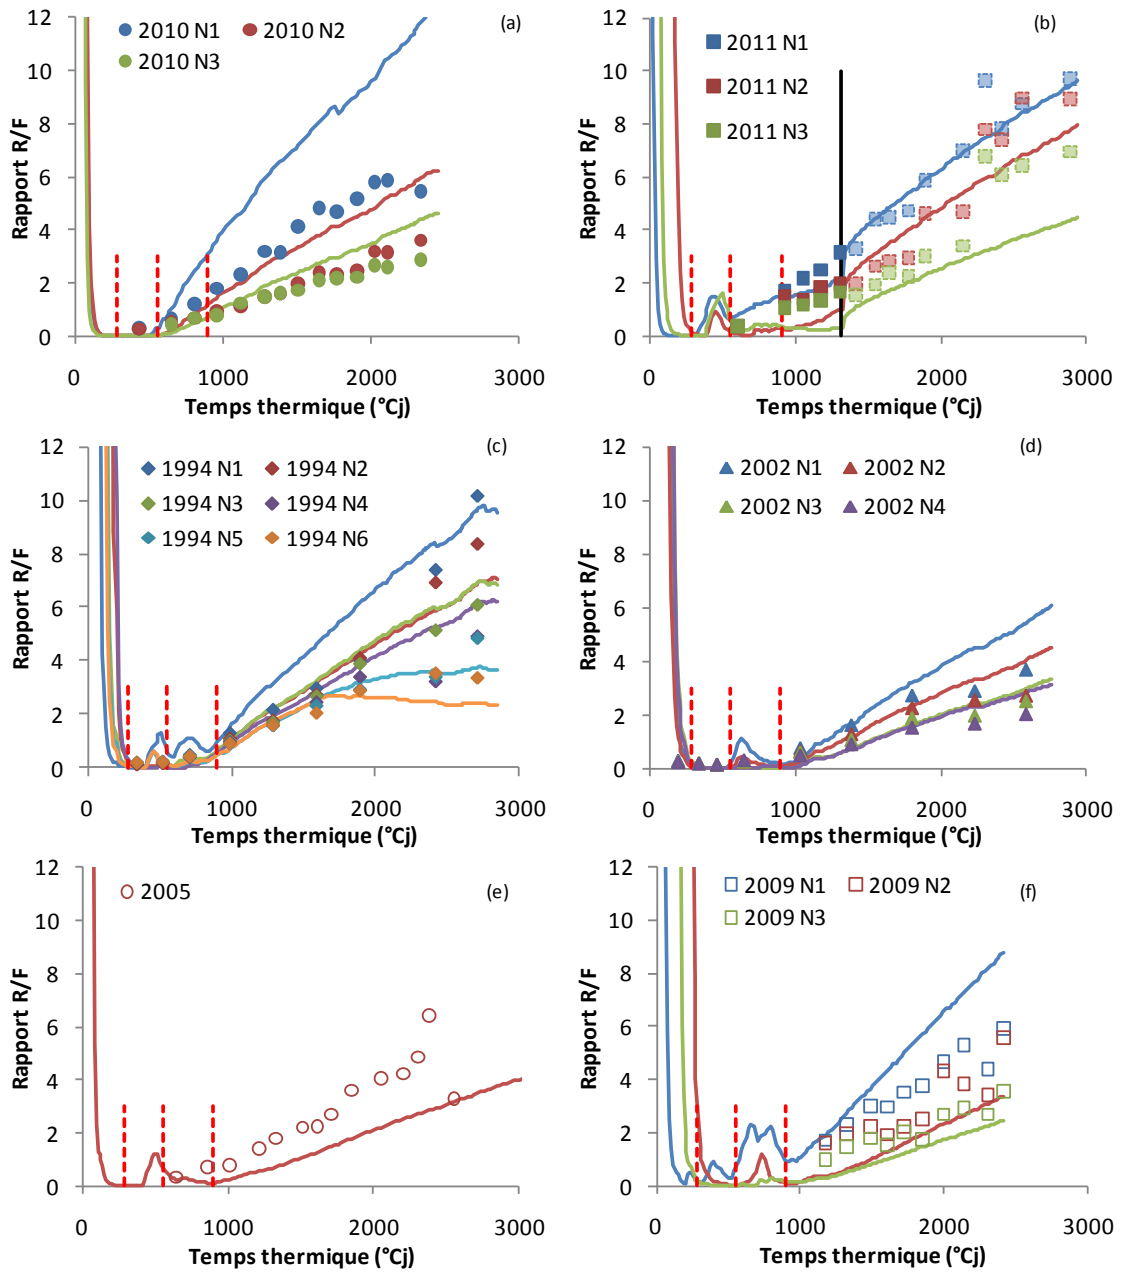 (a)
2010 N1 2010 N2
2010 N3
Rapport R/F
12
10
8
6
4
2
0
0 1000 2000 3000
Temps thermique (°Cj)
(b)
2011 N1
2011 N2
2011 N3
Rapport R/F
12
10
8
6
4
2
0
0 1000 2000 3000
Temps thermique (°Cj)
(c)
1994 N1 1994 N2
1994 N3 1994 N4
1994 N5 1994 N6
Rapport R/F
12
10
8
6
4
2
0
0 1000 2000 3000
Temps thermique (°Cj)
(d)
2002 N1 2002 N2
2002 N3 2002 N4
Rapport R/F
12
10
8
6
4
2
0
0 1000 2000 3000
Temps thermique (°Cj)
(e)
2005
Rapport R/F
12
10
8
6
4
2
0
0 1000 2000 3000
Temps thermique (°Cj)
(f)
2009 N1 2009 N2
2009 N3
Rapport R/F
12
10
8
6
4
2
0
0 1000 2000 3000
Temps thermique (°Cj)